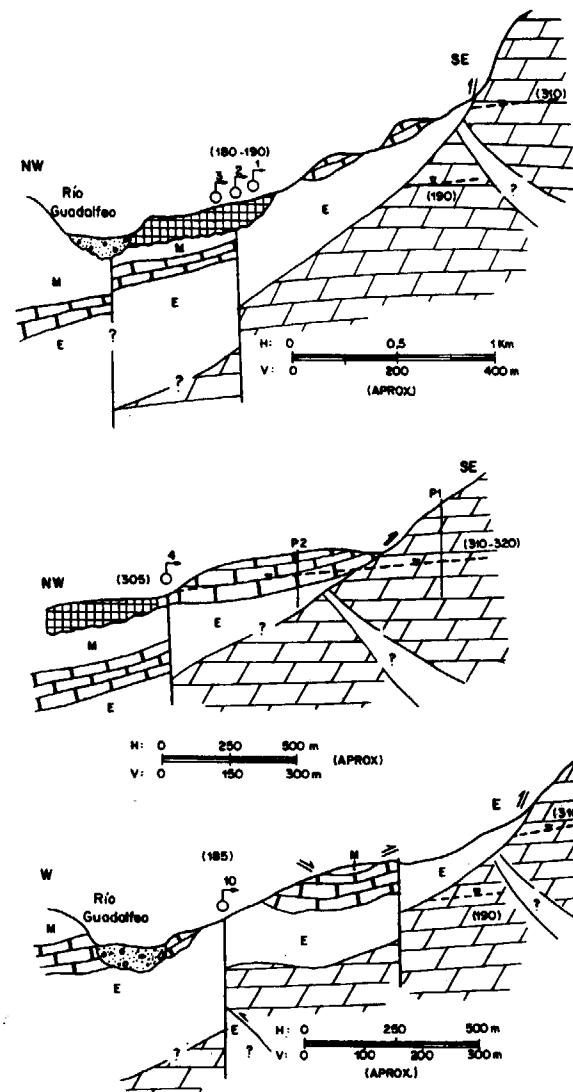 SE
(310)
(180-190)
3 2 1
NW
Río
Guadalfeo
(190)
E
?
M
M
E
E
?
?
H: 0 0,5 1 Km
V: 0 200 400 m
(APROX.)
SE
P1
4
P2
(310-320)
NW
(305)
M
E
?
?
E
H: 0 250 500 m
V: 0 150 300 m
(APROX)
E
(185)
M
W
10
E
Río
Guadalfeo
M
(190)
?
E
E
E
?
?
H: 0 250 500 m
V: 0 100 200 300 m
(APROX.)